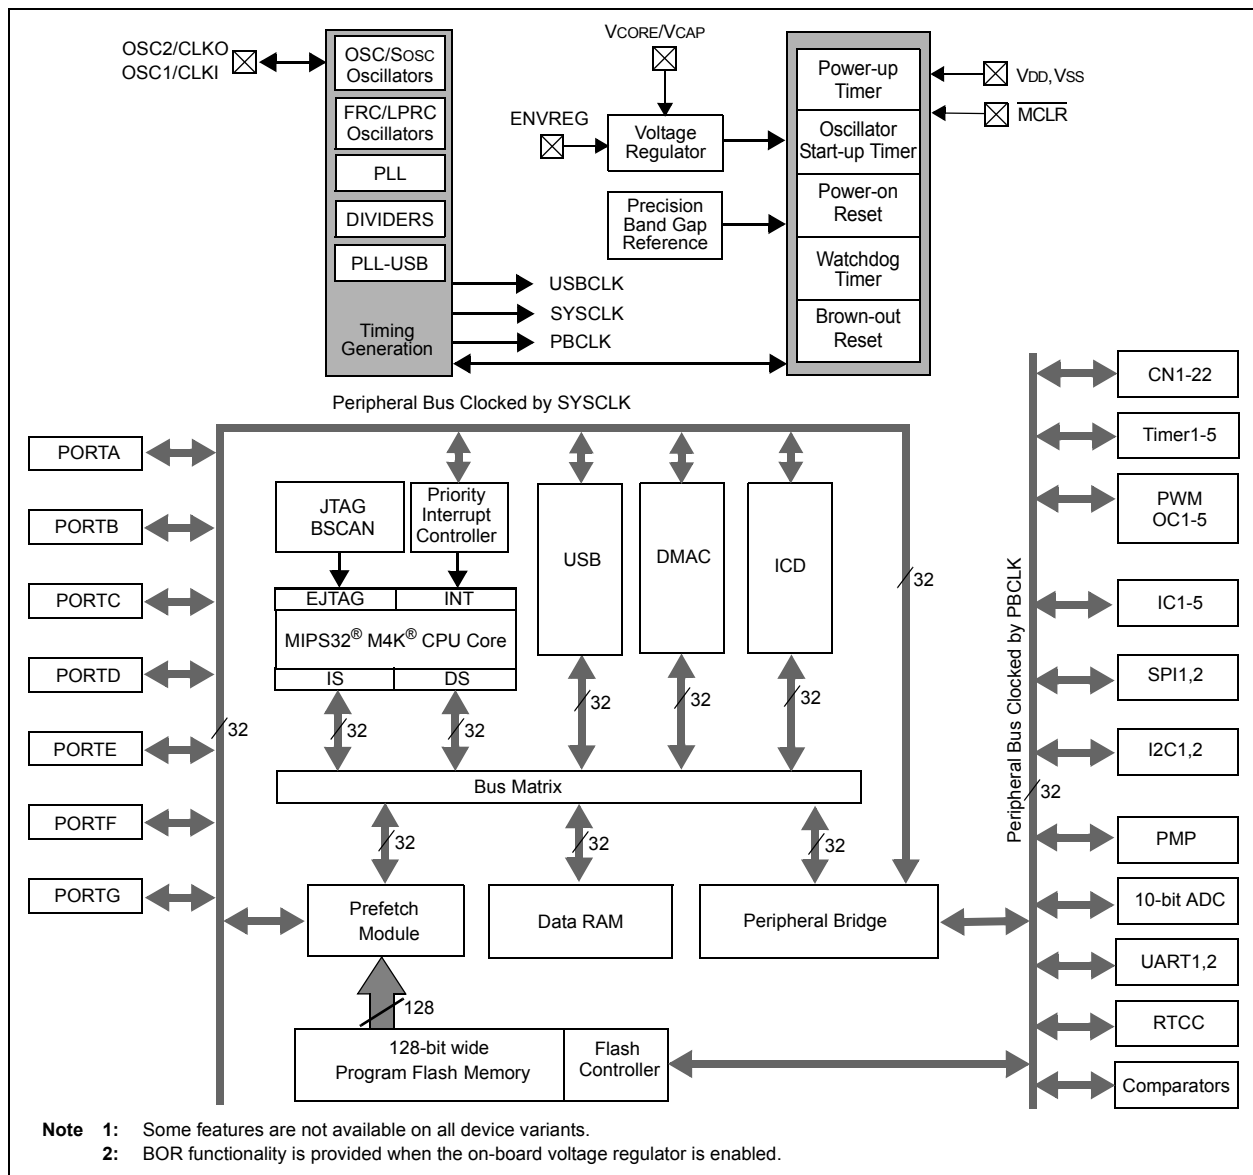 OSC2/CLKO
OSC1/CLKI
OSC/SOSC
Oscillators
FRC/LPRC
Oscillators
PLL
DIVIDERS
PLL-USB
Timing
Generation
USBCLK
SYSCLK
PBCLK
VCORE/VCAP
ENVREG
Voltage
Regulator
Precision
Band Gap
Reference
Power-up
Timer
Oscillator
Start-up Timer
Power-on
Reset
Watchdog
Timer
Brown-out
Reset
VDD, VSS
MCLR
Peripheral Bus Clocked by SYSCLK
PORTA
PORTB
PORTC
PORTD
PORTE
PORTF
PORTG
32
JTAG
BSCAN
Priority
Interrupt
Controller
EJTAG
INT
MIPS32® M4K® CPU Core
IS
DS
USB
DMAC
ICD
32
32
32
32
32
32
Bus Matrix
32
32
32
Prefetch
Module
Data RAM
Peripheral Bridge
128
128-bit wide
Program Flash Memory
Flash
Controller
Peripheral Bus Clocked by PBCLK
32
CN1-22
Timer1-5
PWM
OC1-5
IC1-5
SPI1,2
I2C1,2
PMP
10-bit ADC
UART1,2
RTCC
Comparators
Note 1: Some features are not available on all device variants.
2: BOR functionality is provided when the on-board voltage regulator is enabled.